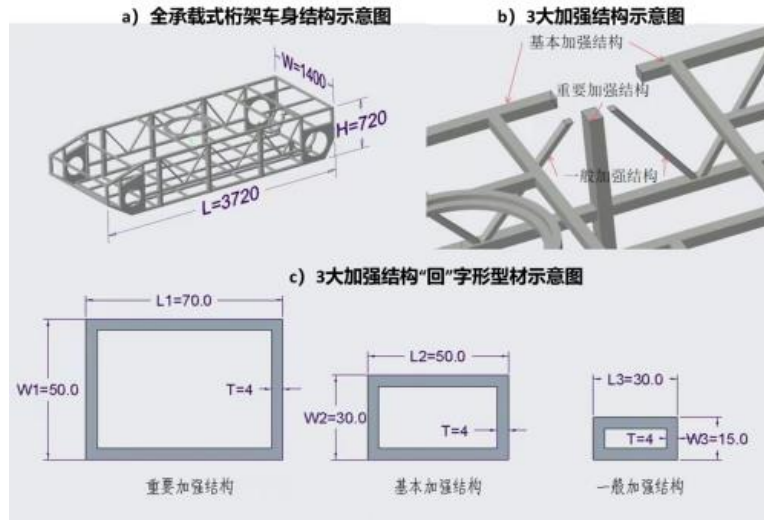 a）全承载式桁架车身结构示意图
b）3大加强结构示意图
W=1400
H=720
L=3720
基本加强结构
重要加强结构
一般加强结构
c）3大加强结构“回”字形型材示意图
L1=70.0
W1=50.0
T=4
重要加强结构
L2=50.0
W2=30.0
T=4
基本加强结构
L3=30.0
T=4
W3=15.0
一般加强结构